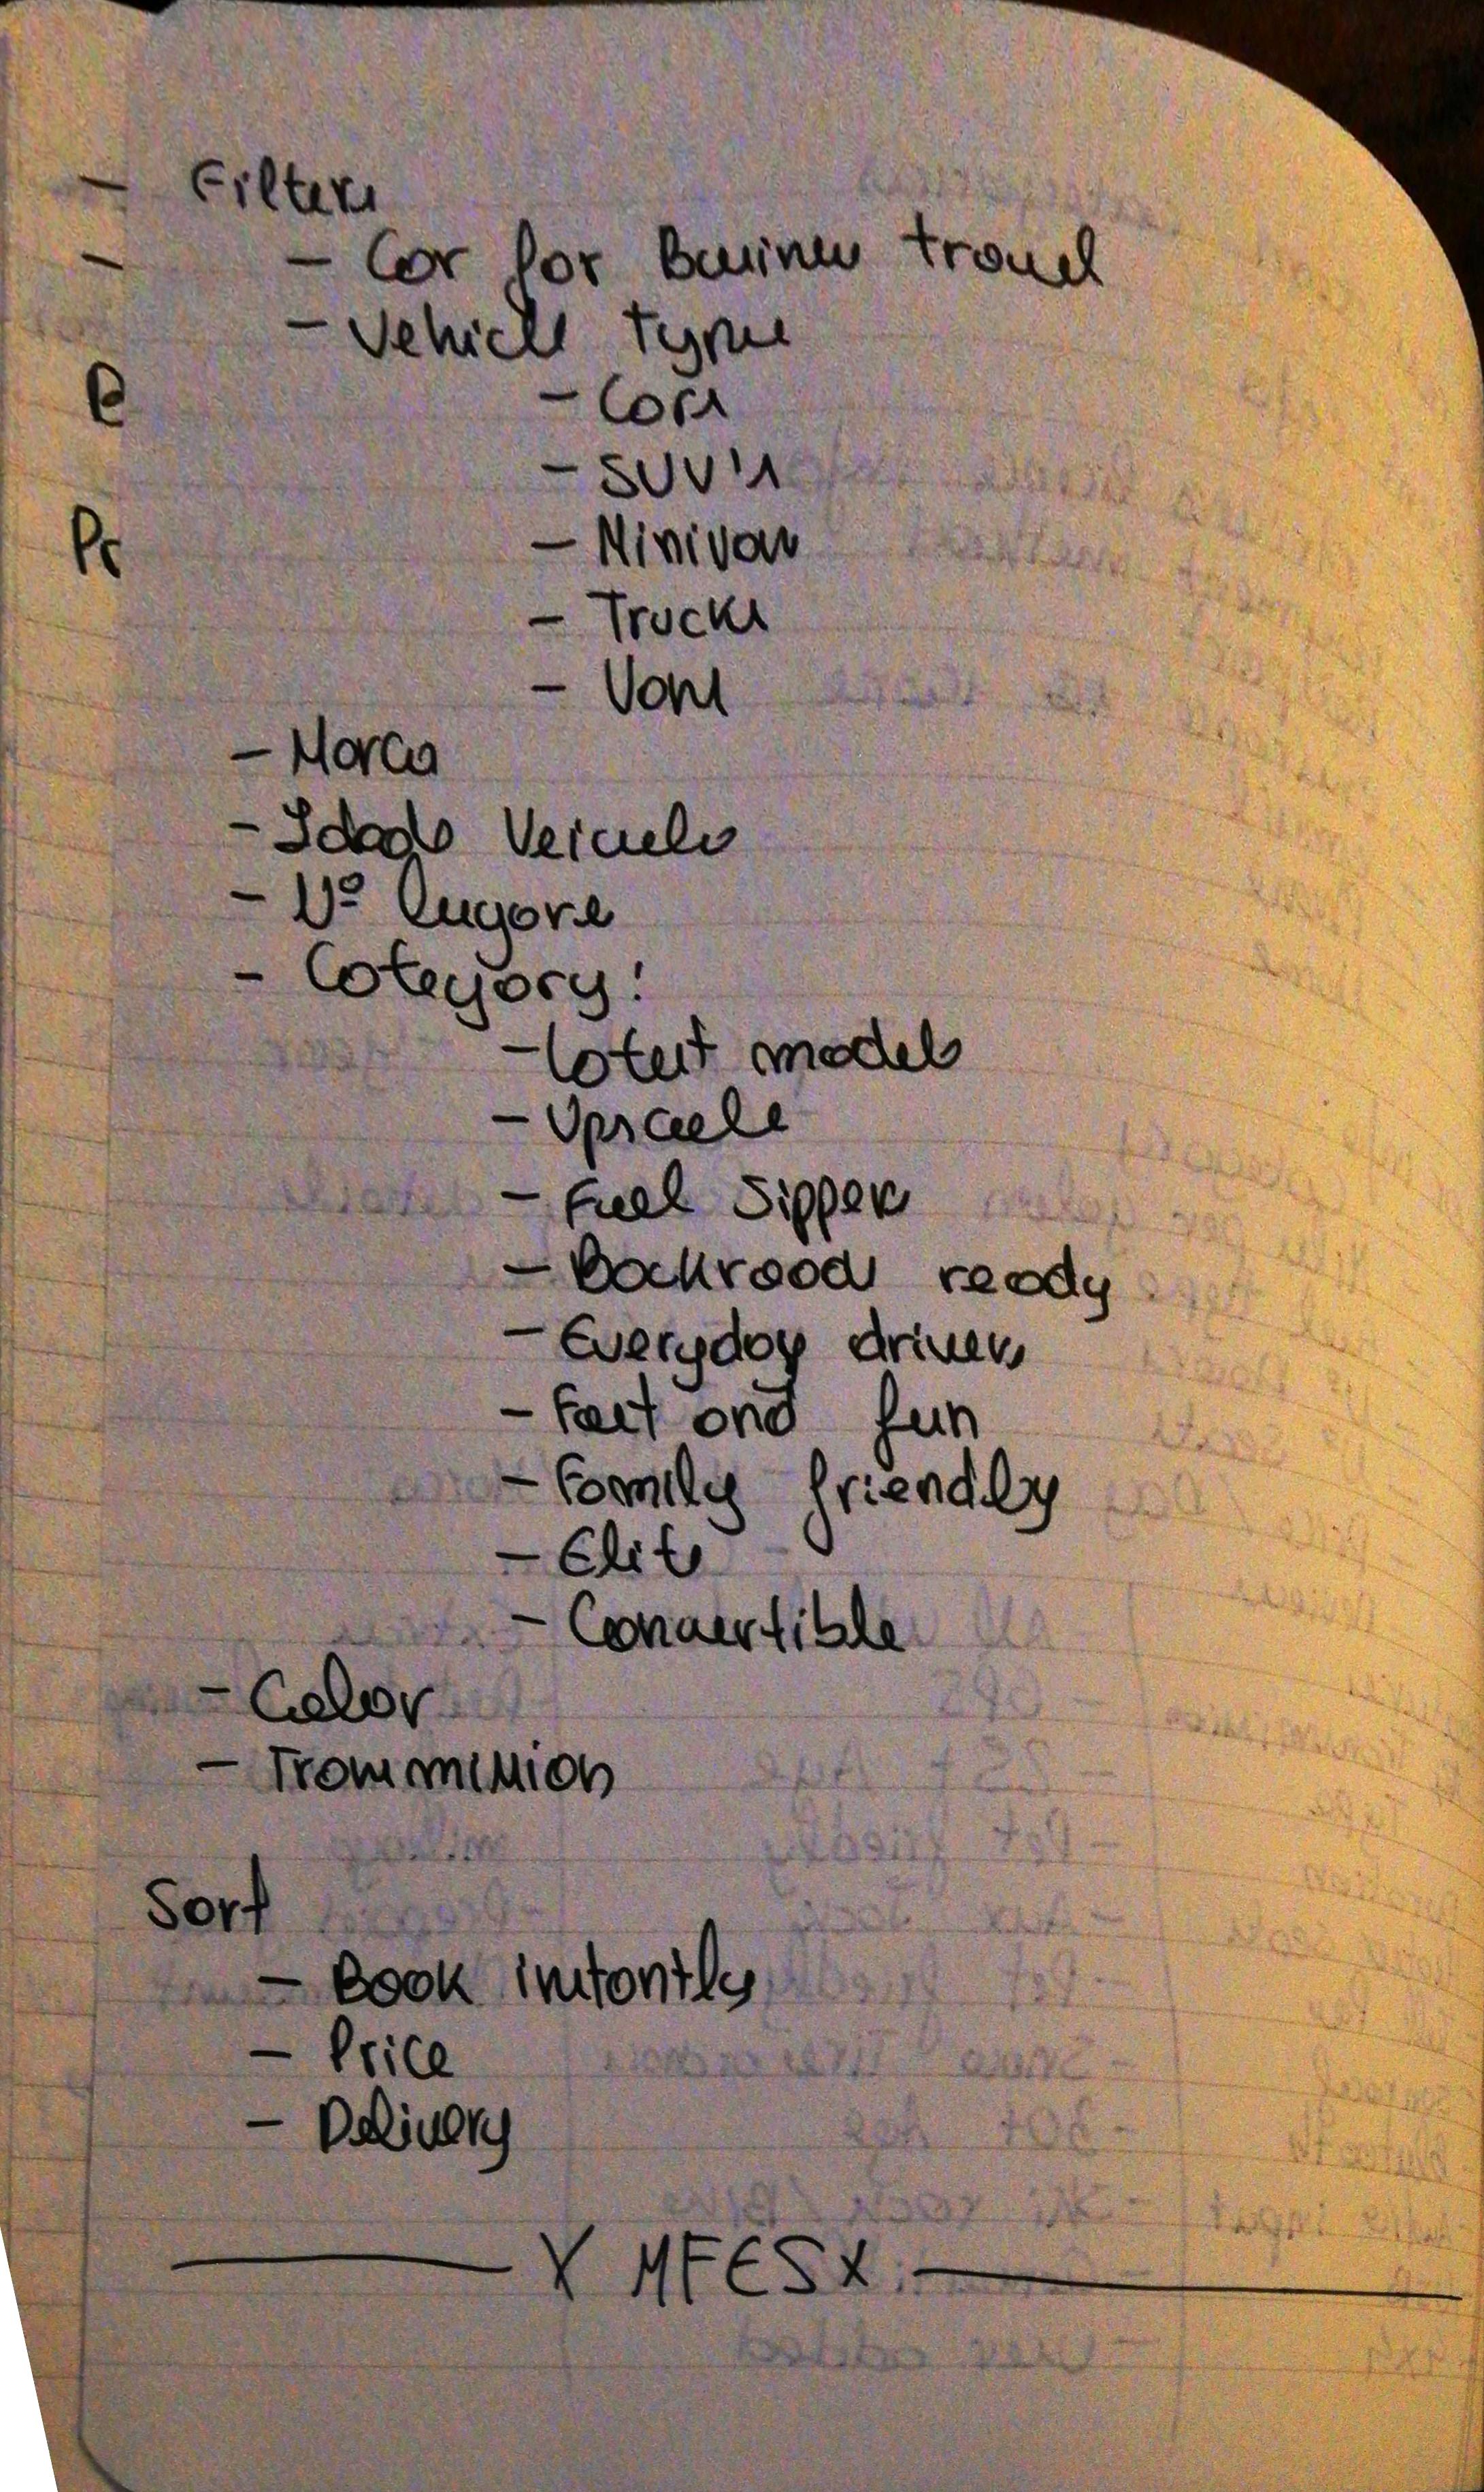 - Filters
- - Car for Business travel
- Vehicle types
- Cars
- SUV's
- Minivans
- Trucks
- Vans
- Marca
- Idade Veiculo
- Nº lugares
- Category:
- Latest models
- Upscale
- Fuel Sippers
- Backroads ready
- Everyday drivers
- Fast and fun
- Family friendly
- Elite
- Convertible
- Color
- Transmission
Sort
- Book instantly
- Price
- Delivery
X MFES X